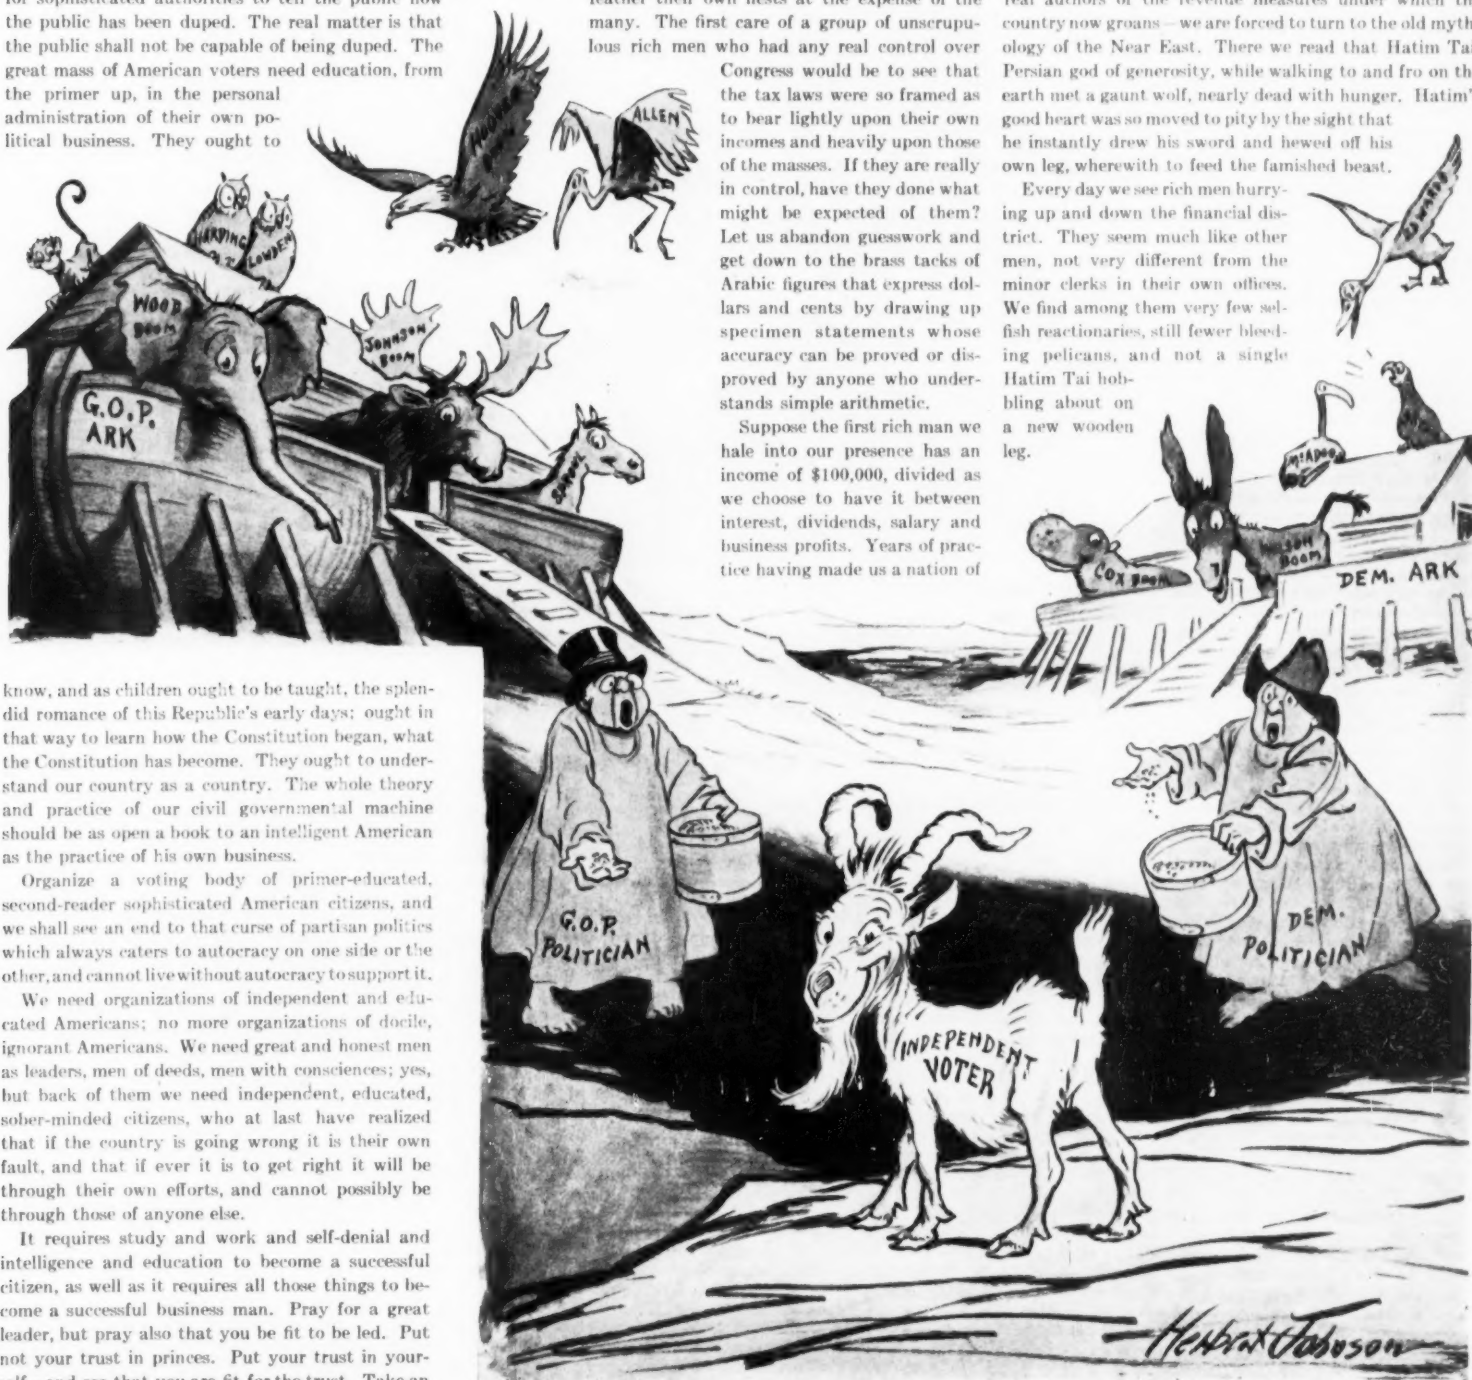 the public has been duped. The real matter is that
the public shall not be capable of being duped. The
great mass of American voters need education, from
the primer up, in the personal
administration of their own po-
litical business. They ought to
know, and as children ought to be taught, the splen-
did romance of this Republic's early days; ought in
that way to learn how the Constitution began, what
the Constitution has become. They ought to under-
stand our country as a country. The whole theory
and practice of our civil governmental machine
should be as open a book to an intelligent American
as the practice of his own business.
Organize a voting body of primer-educated,
second-reader sophisticated American citizens, and
we shall see an end to that curse of partisan politics
which always caters to autocracy on one side or the
other, and cannot live without autocracy to support it.
We need organizations of independent and edu-
cated Americans; no more organizations of docile,
ignorant Americans. We need great and honest men
as leaders, men of deeds, men with consciences; yes,
but back of them we need independent, educated,
sober-minded citizens, who at last have realized
that if the country is going wrong it is their own
fault, and that if ever it is to get right it will be
through their own efforts, and cannot possibly be
through those of anyone else.
It requires study and work and self-denial and
intelligence and education to become a successful
citizen, as well as it requires all those things to be-
come a successful business man. Pray for a great
leader, but pray also that you be fit to be led. Put
not your trust in princes. Put your trust in your-
many. The first care of a group of unscrupu-
lous rich men who had any real control over
Congress would be to see that
the tax laws were so framed as
to bear lightly upon their own
incomes and heavily upon those
of the masses. If they are really
in control, have they done what
might be expected of them?
Let us abandon guesswork and
get down to the brass tacks of
Arabic figures that express dol-
lars and cents by drawing up
specimen statements whose
accuracy can be proved or dis-
proved by anyone who under-
stands simple arithmetic.
Suppose the first rich man we
hale into our presence has an
income of $100,000, divided as
we choose to have it between
interest, dividends, salary and
business profits. Years of prac-
tice having made us a nation of
country now groans—we are forced to turn to the old myth-
ology of the Near East. There we read that Hatim Tai
Persian god of generosity, while walking to and fro on th
earth met a gaunt wolf, nearly dead with hunger. Hatim'
good heart was so moved to pity by the sight that
he instantly drew his sword and hewed off his
own leg, wherewith to feed the famished beast.
Every day we see rich men hurry-
ing up and down the financial dis-
trict. They seem much like other
men, not very different from the
minor clerks in their own offices.
We find among them very few sel-
fish reactionaries, still fewer bleed-
ing pelicans, and not a single
Hatim Tai hob-
bling about on
a new wooden
leg.
HOOVER
ALLEN
HARDING
LOWDEN
WOOD
BOOM
JOHNSON
BOOM
G.O.P.
ARK
SPROUL
EDWARDS
McADOO
COX BOOM
WILSON
BOOM
DEM. ARK
G.O.P.
POLITICIAN
DEM.
POLITICIAN
INDEPENDENT
VOTER
Herbert Johnson